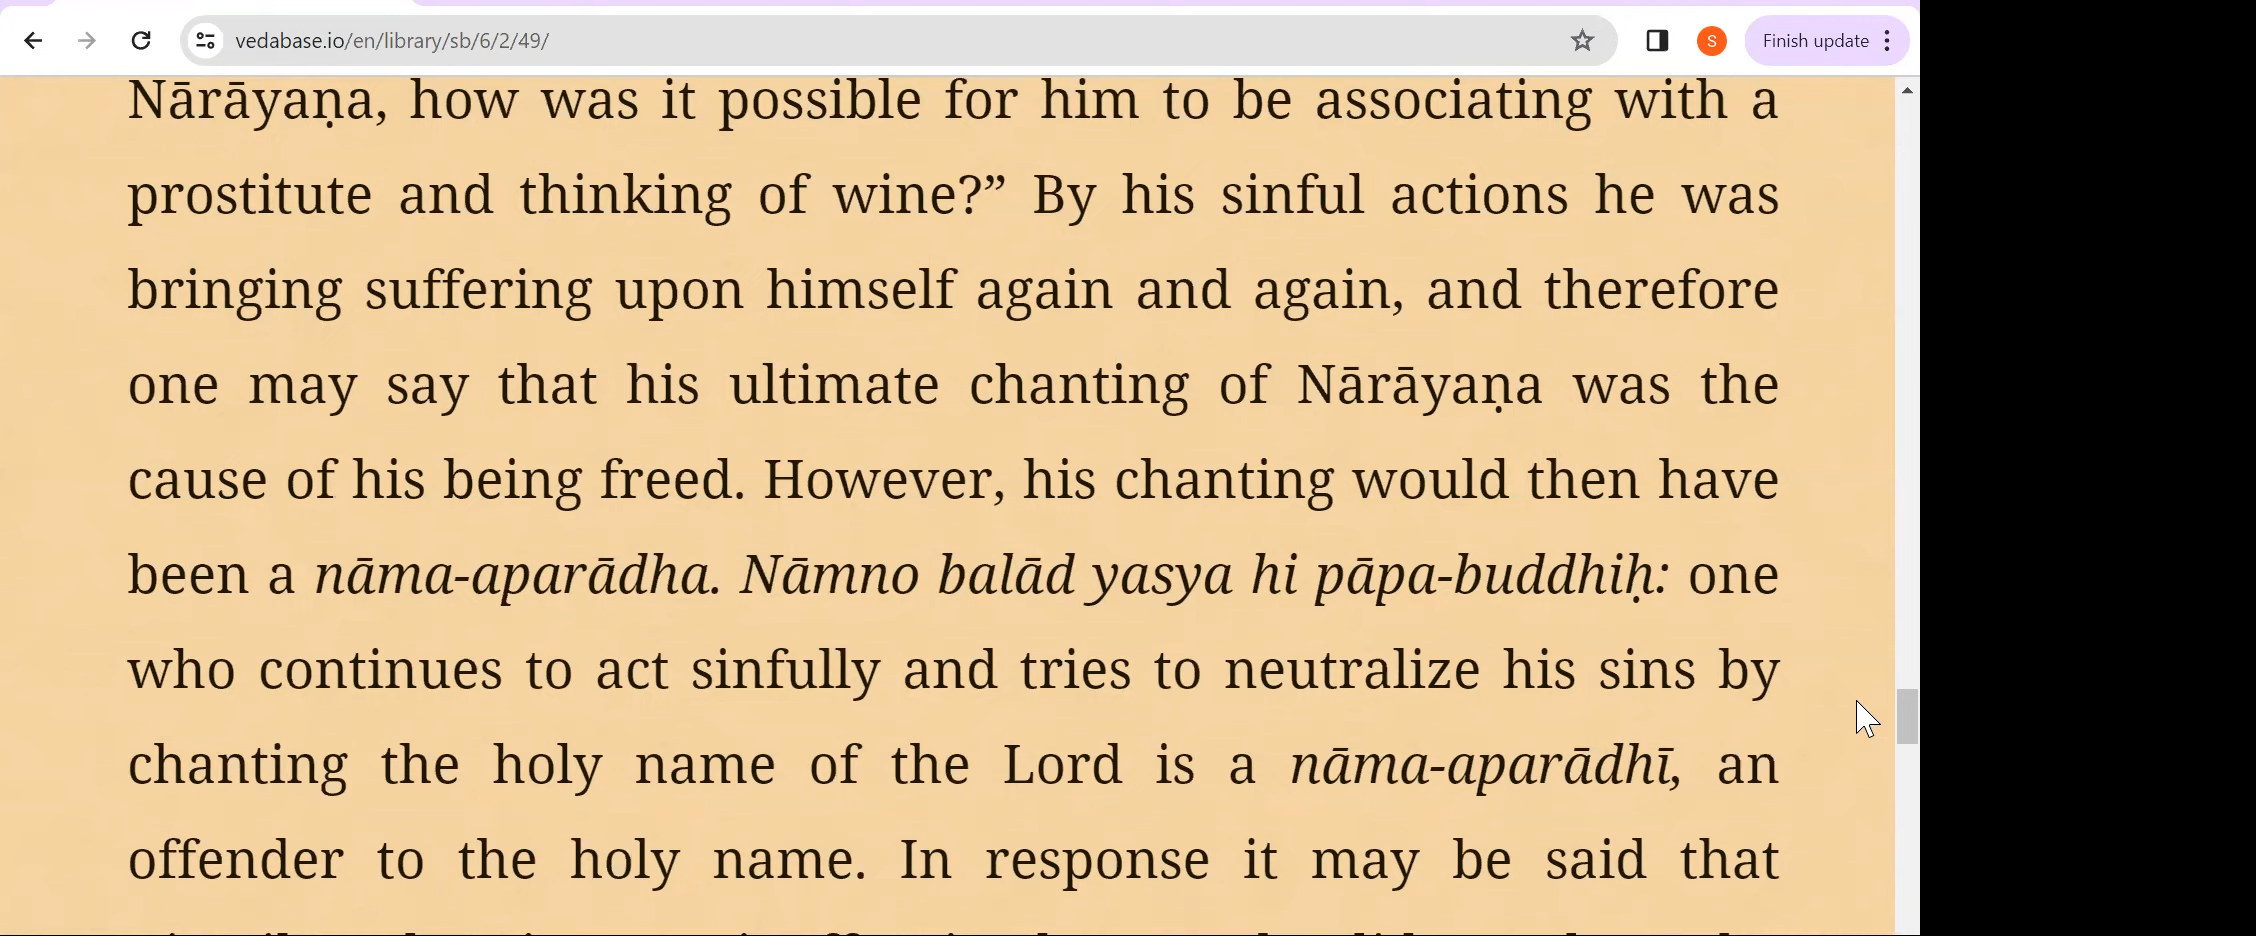 vedabase.io/en/library/sb/6/2/49/
S
Finish update
Nārāyaṇa, how was it possible for him to be associating with a
prostitute and thinking of wine?” By his sinful actions he was
bringing suffering upon himself again and again, and therefore
one may say that his ultimate chanting of Nārāyaṇa was the
cause of his being freed. However, his chanting would then have
been a nāma-aparādha. Nāmno balād yasya hi pāpa-buddhiḥ: one
who continues to act sinfully and tries to neutralize his sins by
chanting the holy name of the Lord is a nāma-aparādhī, an
offender to the holy name. In response it may be said that